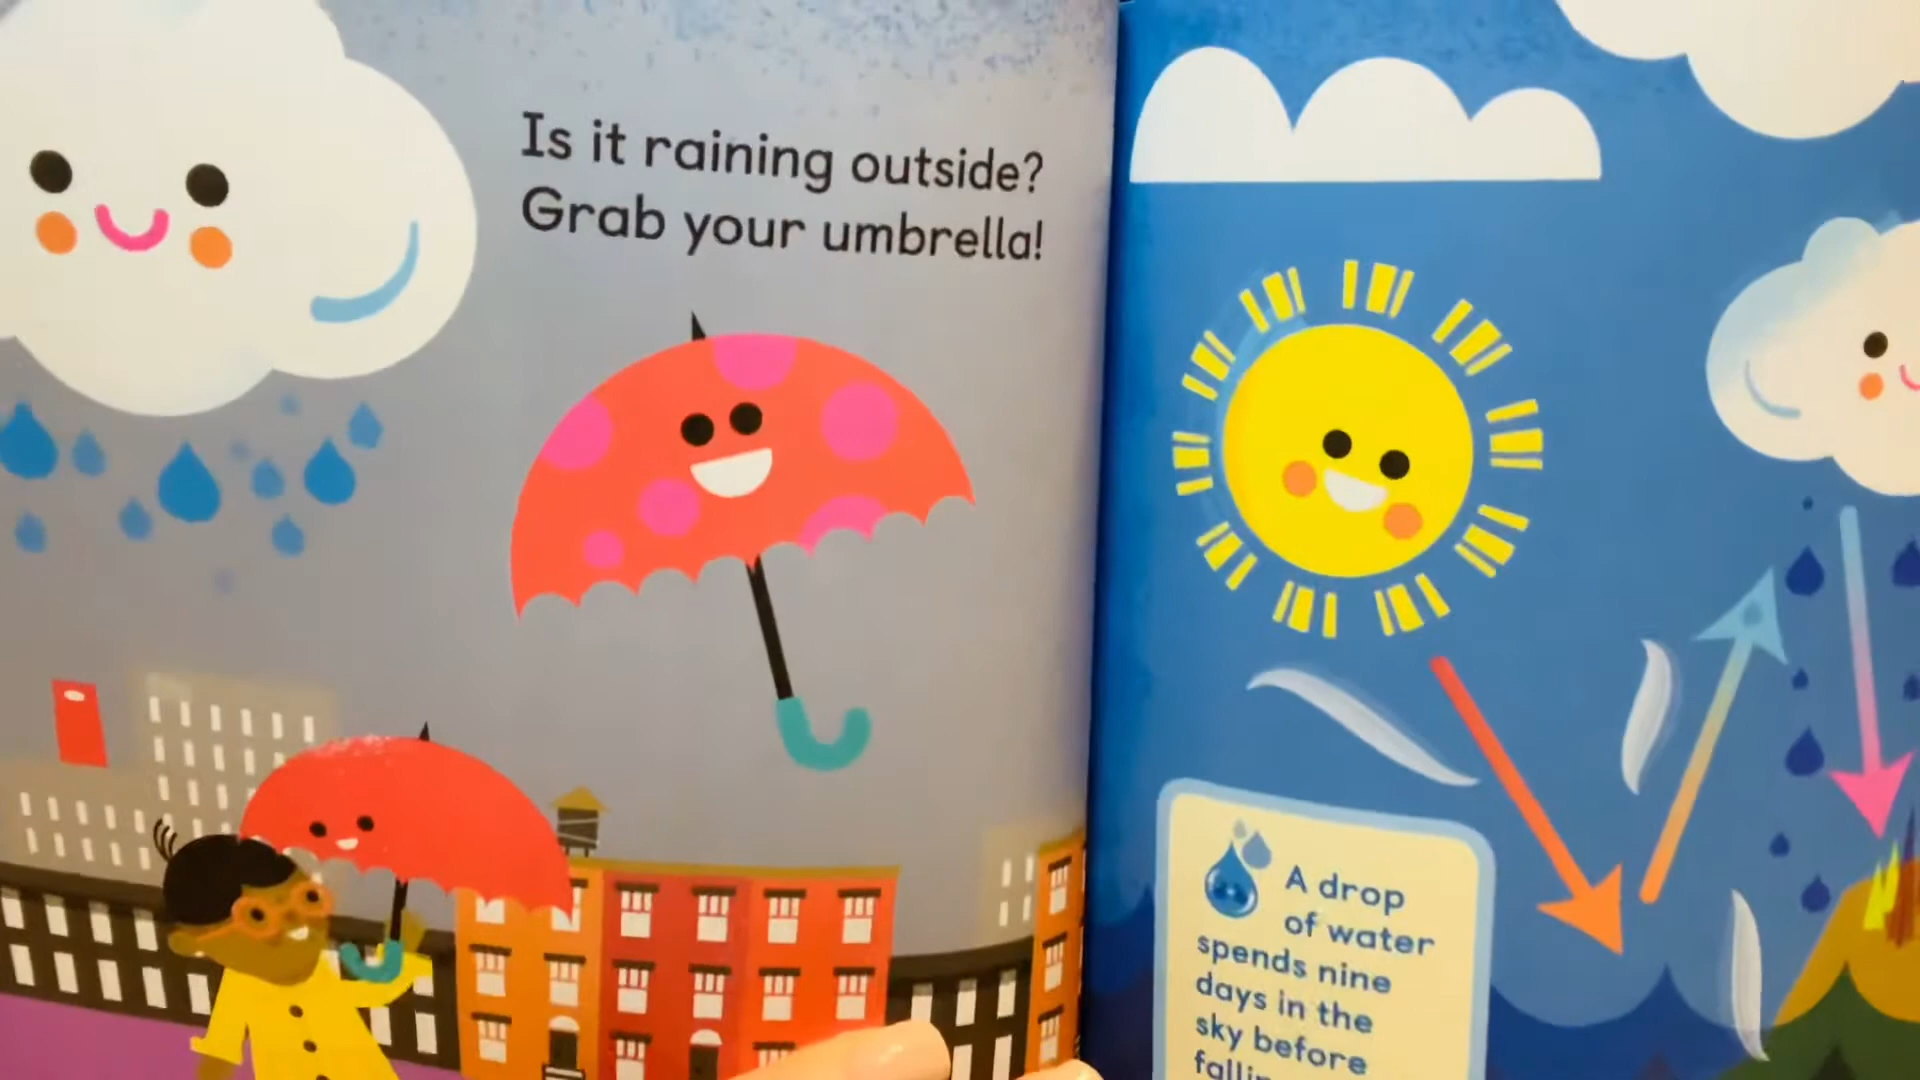 Is it raining outside?
Grab your umbrella!
A drop
of water
spends nine
days in the
sky before